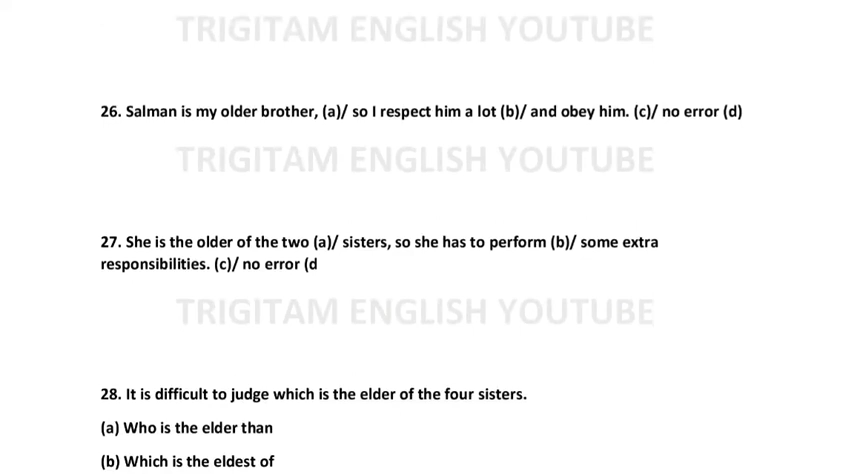 TRIGITAM ENGLISH YOUTUBE
26. Salman is my older brother, (a)/ so I respect him a lot (b)/ and obey him. (c)/ no error (d)
TRIGITAM ENGLISH YOUTUBE
27. She is the older of the two (a)/ sisters, so she has to perform (b)/ some extra
responsibilities. (c)/ no error (d
TRIGITAM ENGLISH YOUTUBE
28. It is difficult to judge which is the elder of the four sisters.
(a) Who is the elder than
(b) Which is the eldest of